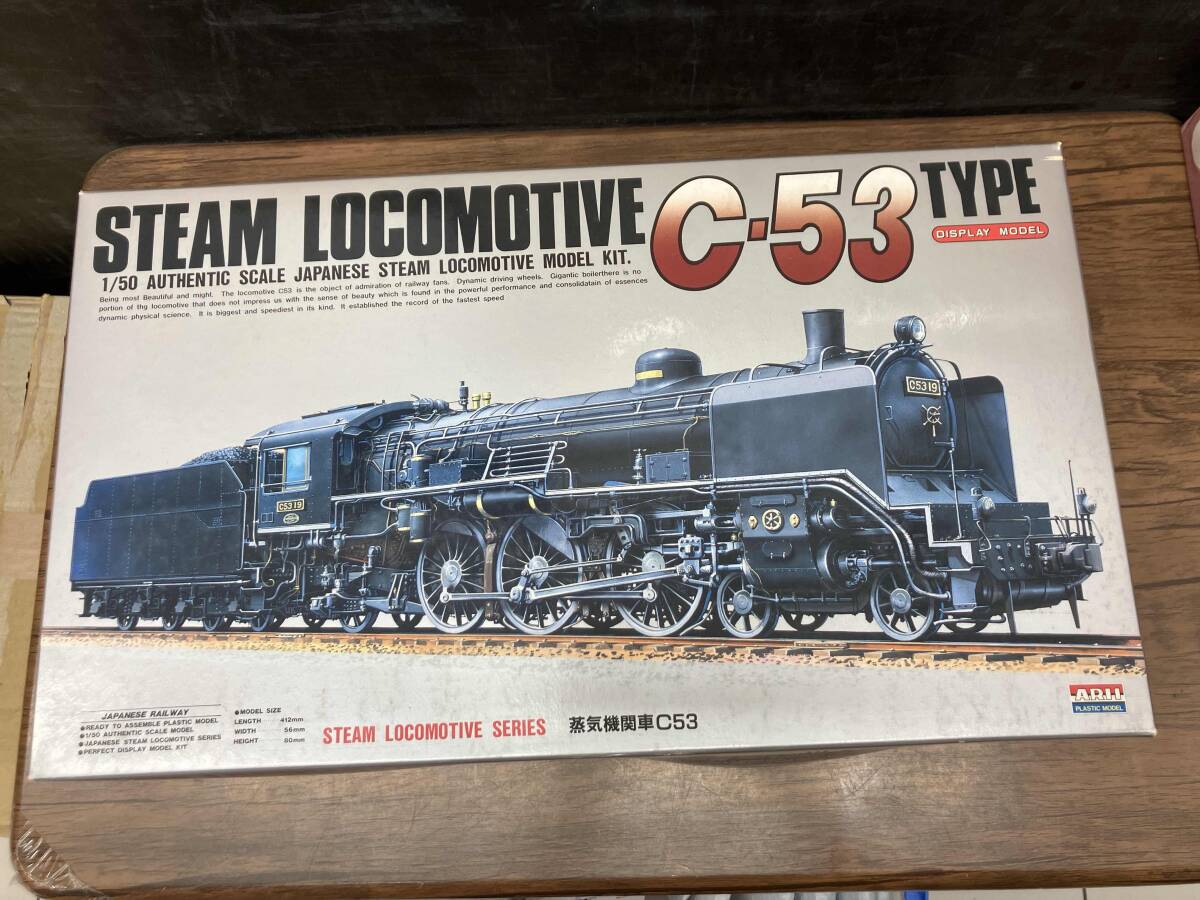 STEAM LOCOMOTIVE C-53 TYPE
DISPLAY MODEL
1/50 AUTHENTIC SCALE JAPANESE STEAM LOCOMOTIVE MODEL KIT.
Being most Beautiful and might. The locomotive C53 is the object of admiration of railway fans. Dynamic driving wheels. Gigantic boilerthere is no
portion of thg locomotive that does not impress us with the sense of beauty which is found in the powerful performance and considatain of essences
dynamic physical science. It is biggest and speediest in its kind. It established the record of the fastest speed
C5319
C5319
JAPANESE RAILWAY
●READY TO ASSEMBLE PLASTIC MODEL
●1/50 AUTHENTIC SCALE MODEL
●JAPANESE STEAM LOCOMOTIVE SERIES
●PERFECT DISPLAY MODEL KIT
●MODEL SIZE
LENGTH 412mm
WIDTH 56mm
HEIGHT 80mm
STEAM LOCOMOTIVE SERIES 蒸気機関車C53
ARII
PLASTIC MODEL